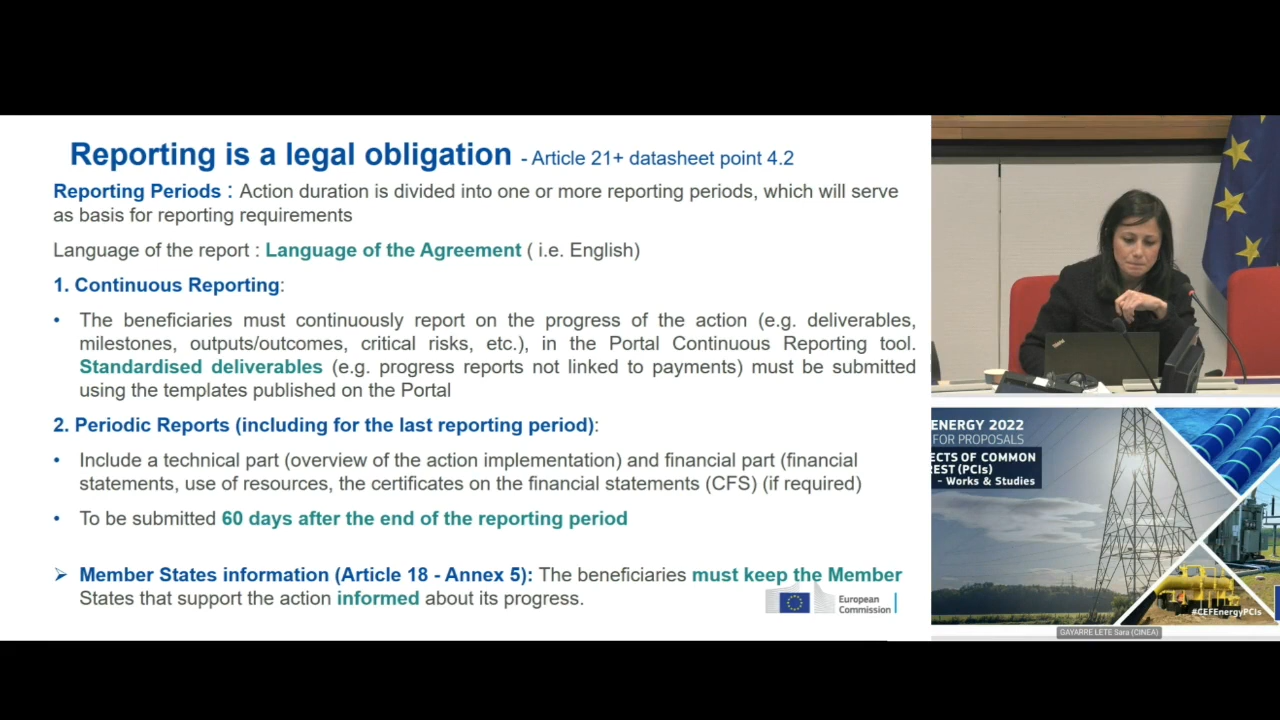 Reporting is a legal obligation - Article 21+ datasheet point 4.2
Reporting Periods : Action duration is divided into one or more reporting periods, which will serve
as basis for reporting requirements
Language of the report : Language of the Agreement ( i.e. English)
1. Continuous Reporting:
• The beneficiaries must continuously report on the progress of the action (e.g. deliverables,
milestones, outputs/outcomes, critical risks, etc.), in the Portal Continuous Reporting tool.
Standardised deliverables (e.g. progress reports not linked to payments) must be submitted
using the templates published on the Portal
2. Periodic Reports (including for the last reporting period):
• Include a technical part (overview of the action implementation) and financial part (financial
statements, use of resources, the certificates on the financial statements (CFS) (if required)
• To be submitted 60 days after the end of the reporting period
➢ Member States information (Article 18 - Annex 5): The beneficiaries must keep the Member
States that support the action informed about its progress.
European
Commission
ENERGY 2022
FOR PROPOSALS
ECTS OF COMMON
REST (PCIs)
- Works & Studies
#CEFEnergyPCIs
GAYARRE LETE Sara (CINEA)